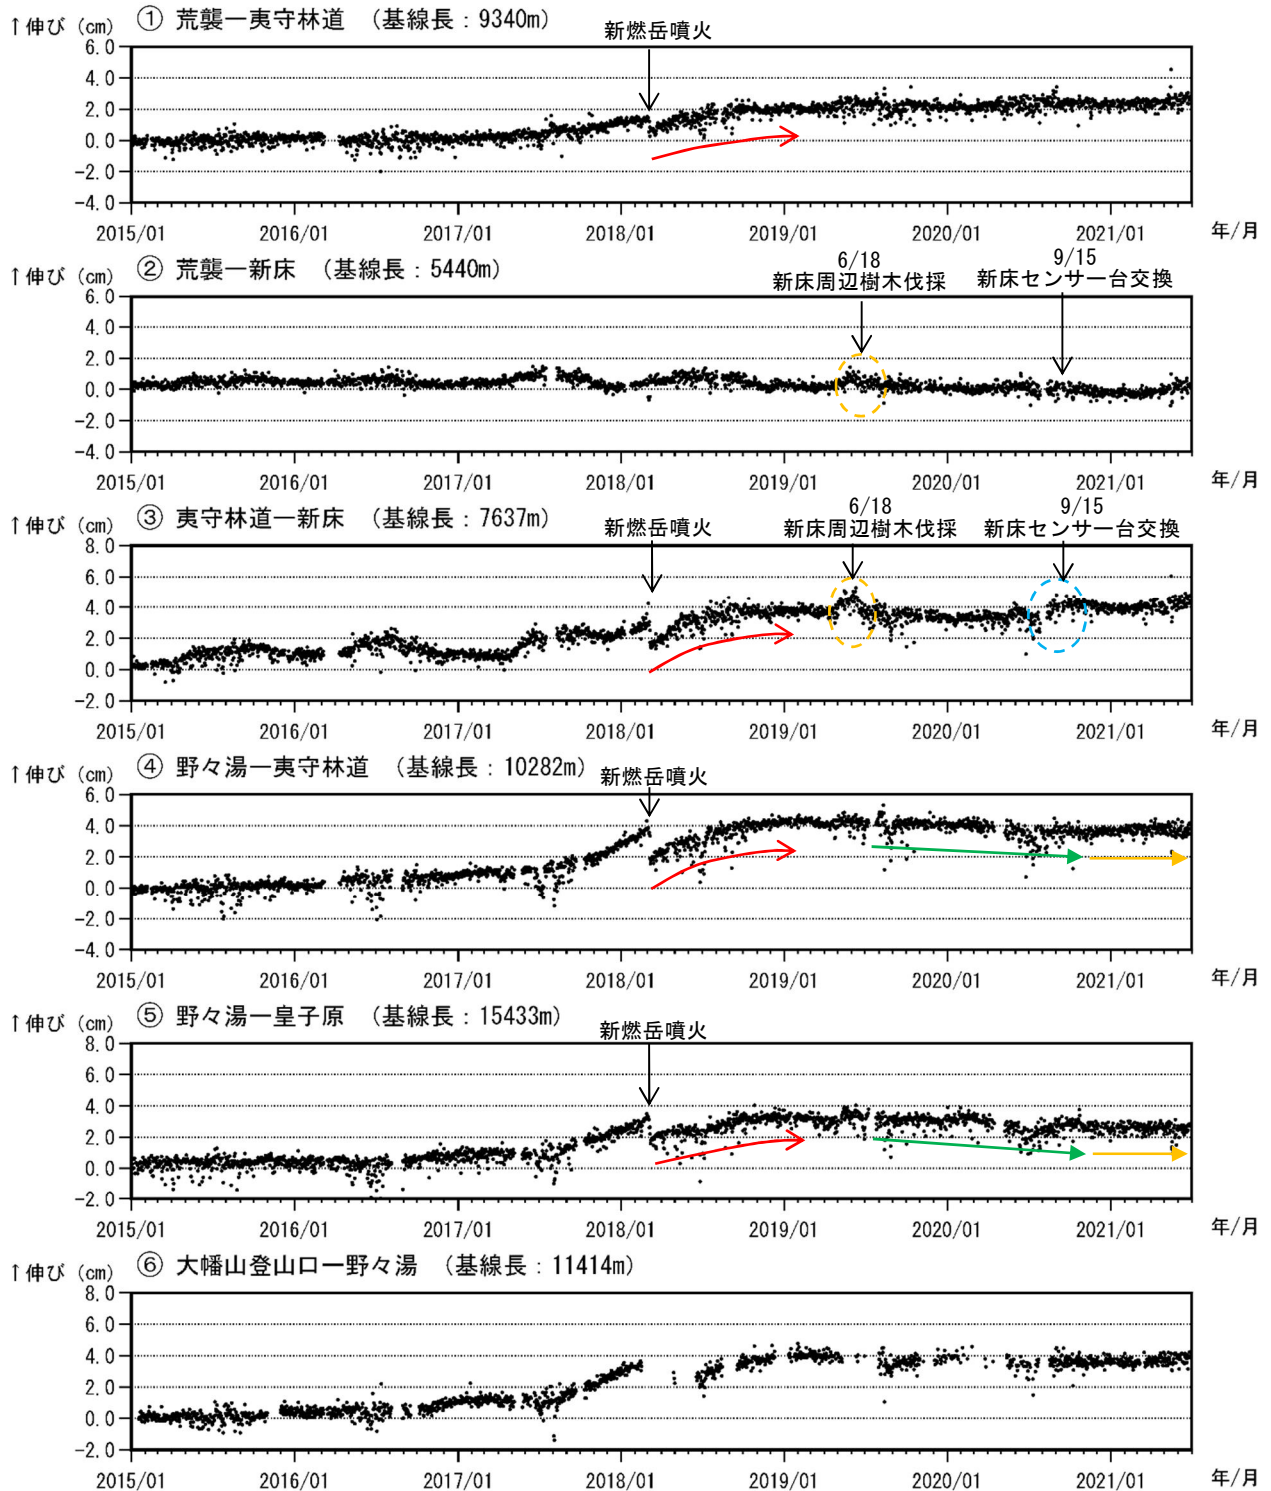 ① 荒襲ー夷守林道 （基線長：9340m）
↑伸び（cm）
新燃岳噴火
6.0
4.0
2.0
0.0
-2.0
-4.0
2015/01 2016/01 2017/01 2018/01 2019/01 2020/01 2021/01 年/月
② 荒襲ー新床 （基線長：5440m）
↑伸び（cm）
6/18
新床周辺樹木伐採
9/15
新床センサー台交換
6.0
4.0
2.0
0.0
-2.0
-4.0
2015/01 2016/01 2017/01 2018/01 2019/01 2020/01 2021/01 年/月
③ 夷守林道ー新床 （基線長：7637m）
↑伸び（cm）
新燃岳噴火
6/18
新床周辺樹木伐採
9/15
新床センサー台交換
8.0
6.0
4.0
2.0
0.0
-2.0
2015/01 2016/01 2017/01 2018/01 2019/01 2020/01 2021/01 年/月
④ 野々湯ー夷守林道 （基線長：10282m）
↑伸び（cm）
新燃岳噴火
6.0
4.0
2.0
0.0
-2.0
-4.0
2015/01 2016/01 2017/01 2018/01 2019/01 2020/01 2021/01 年/月
⑤ 野々湯ー皇子原 （基線長：15433m）
↑伸び（cm）
新燃岳噴火
8.0
6.0
4.0
2.0
0.0
-2.0
2015/01 2016/01 2017/01 2018/01 2019/01 2020/01 2021/01 年/月
⑥ 大幡山登山口ー野々湯 （基線長：11414m）
↑伸び（cm）
8.0
6.0
4.0
2.0
0.0
-2.0
2015/01 2016/01 2017/01 2018/01 2019/01 2020/01 2021/01 年/月